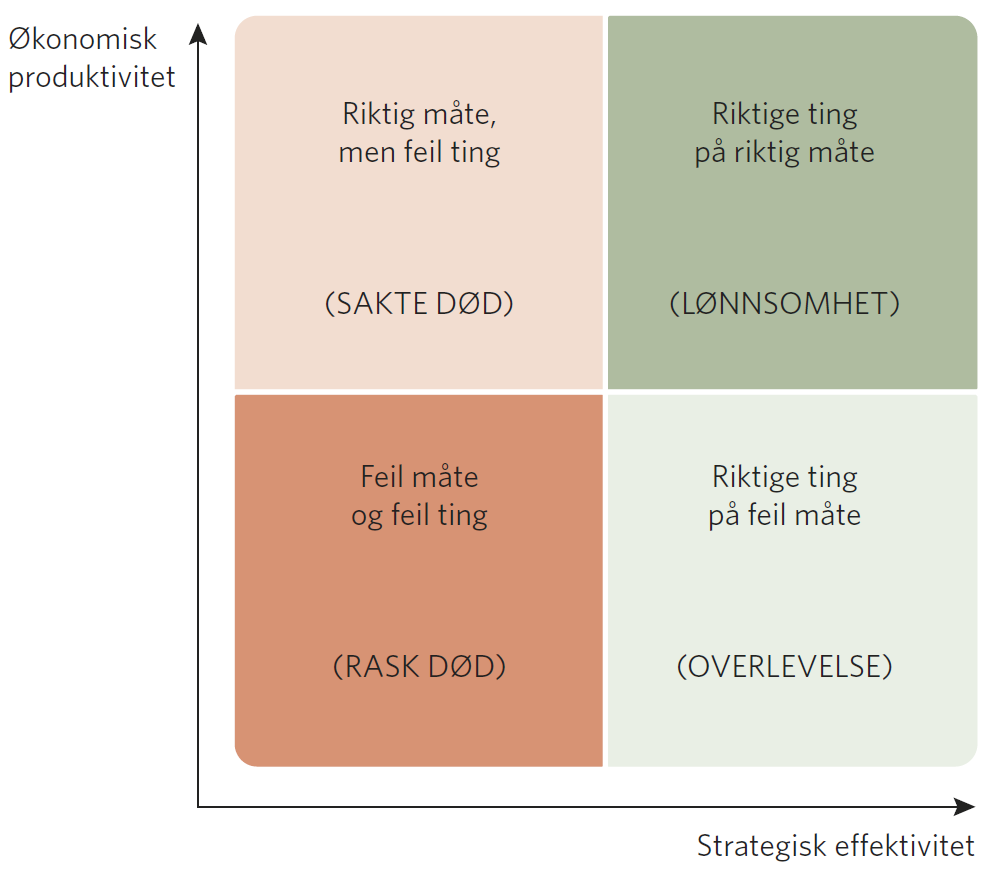 Økonomisk
produktivitet
Riktig måte,
men feil ting
(SAKTE DØD)
Riktige ting
på riktig måte
(LØNNSOMHET)
Feil måte
og feil ting
(RASK DØD)
Riktige ting
på feil måte
(OVERLEVELSE)
Strategisk effektivitet